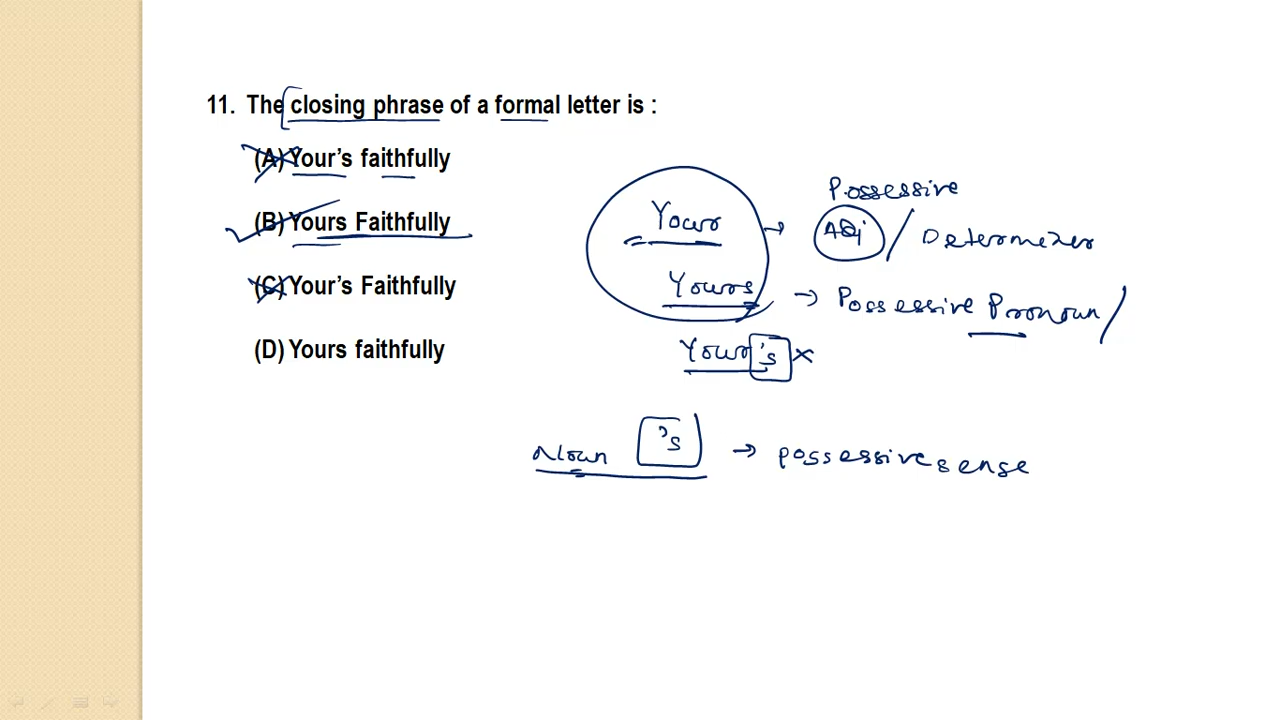 11. The closing phrase of a formal letter is :
(A) Your's faithfully
(B) Yours Faithfully
(C) Your's Faithfully
(D) Yours faithfully
Possessive
Your → Adj / Determezer
Yours → Possessive Pronoun /
Your's ×
Noun 's → possessive sense